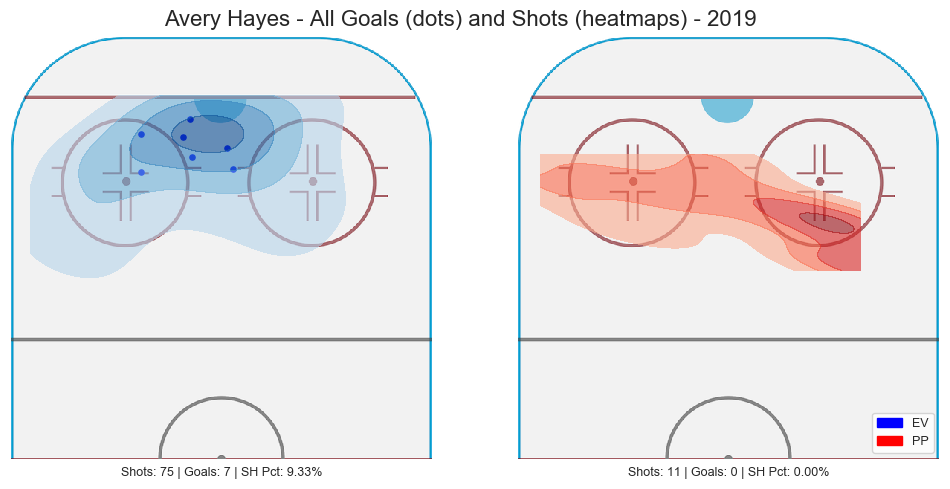 Avery Hayes - All Goals (dots) and Shots (heatmaps) - 2019
EV
PP
Shots: 75 | Goals: 7 | SH Pct: 9.33%
Shots: 11 | Goals: 0 | SH Pct: 0.00%